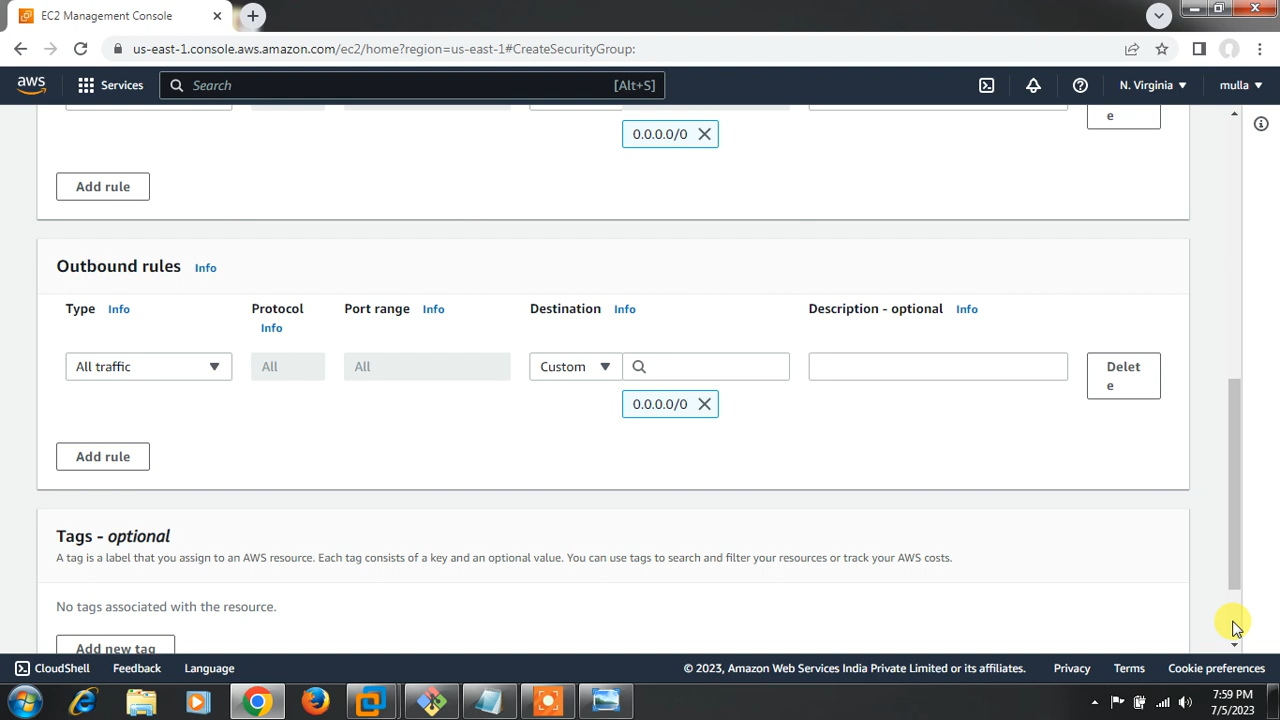 EC2 Management Console
us-east-1.console.aws.amazon.com/ec2/home?region=us-east-1#CreateSecurityGroup:
aws Services Search [Alt+S] N. Virginia mulla
e
0.0.0.0/0
Add rule
Outbound rules Info
Type Info Protocol Info Port range Info Destination Info Description - optional Info
All traffic All All Custom Delet
e
0.0.0.0/0
Add rule
Tags - optional
A tag is a label that you assign to an AWS resource. Each tag consists of a key and an optional value. You can use tags to search and filter your resources or track your AWS costs.
No tags associated with the resource.
Add new tag
CloudShell Feedback Language © 2023, Amazon Web Services India Private Limited or its affiliates. Privacy Terms Cookie preferences
7:59 PM
7/5/2023